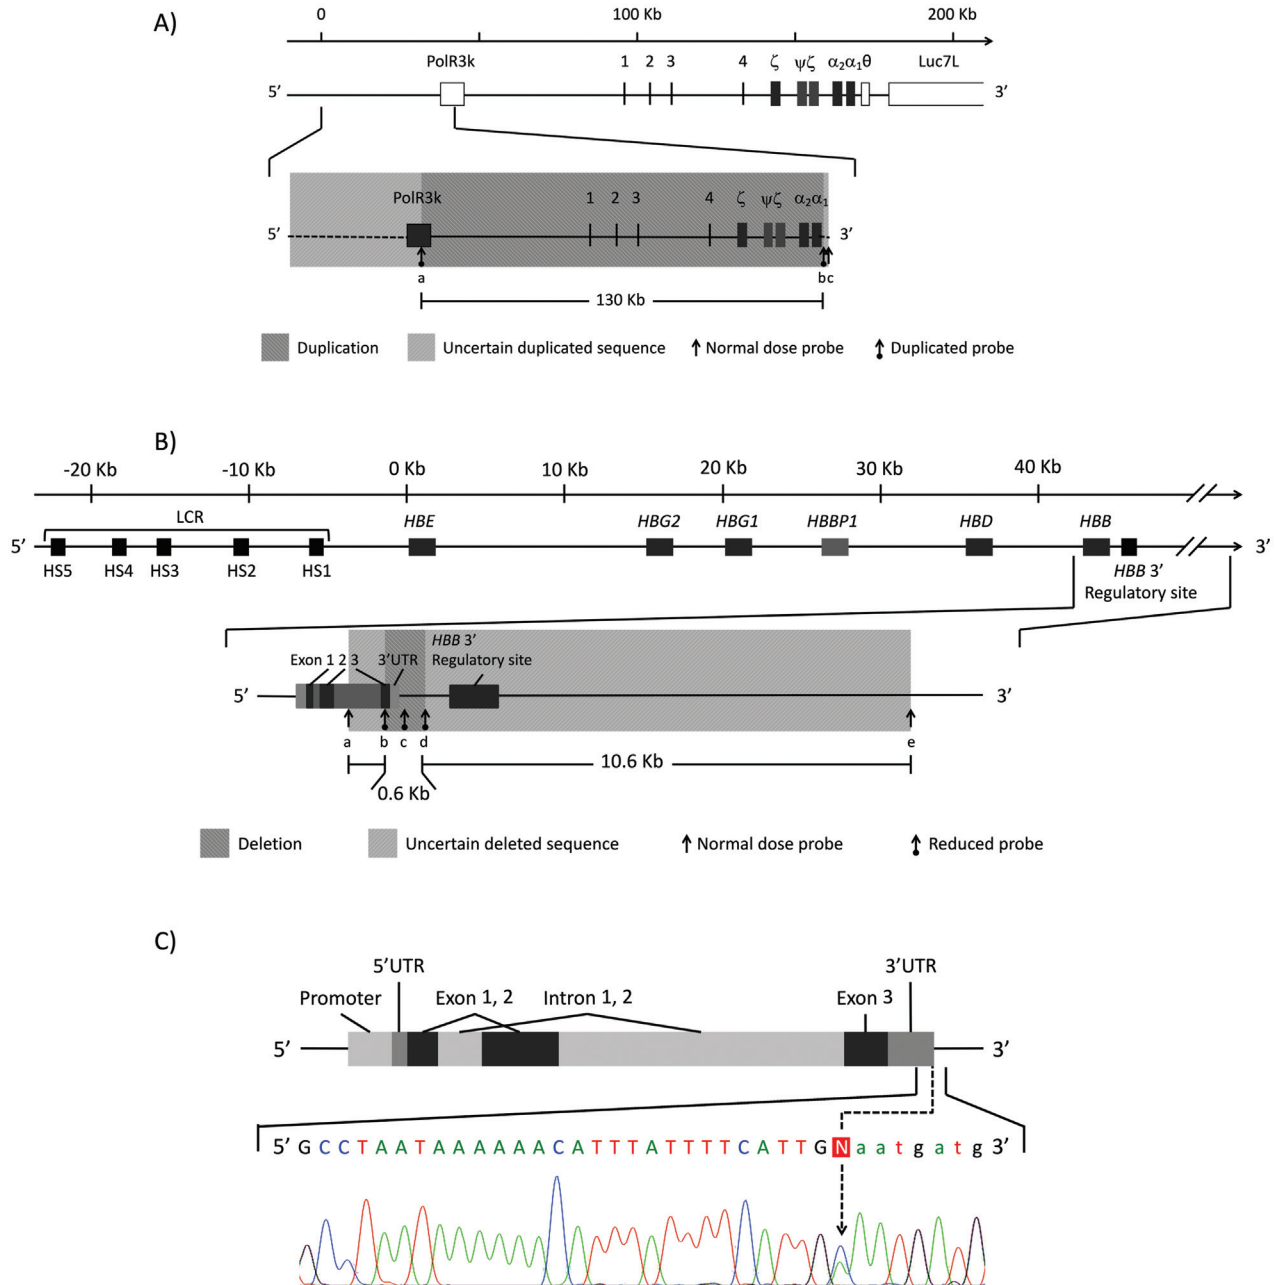 A)
0 100 Kb 200 Kb
PolR3k 1 2 3 4 ζ ψζ α2α1θ Luc7L
5’ 3’
PolR3k 1 2 3 4 ζ ψζ α2α1
5’ 3’
a b c
130 Kb
Duplication Uncertain duplicated sequence Normal dose probe Duplicated probe
B)
-20 Kb -10 Kb 0 Kb 10 Kb 20 Kb 30 Kb 40 Kb
LCR HBE HBG2 HBG1 HBBP1 HBD HBB
5’ 3’
HS5 HS4 HS3 HS2 HS1 HBB 3’
Regulatory site
HBB 3’
Exon 1 2 3 3’UTR Regulatory site
5’ 3’
a b c d e
10.6 Kb
0.6 Kb
Deletion Uncertain deleted sequence Normal dose probe Reduced probe
C)
5’UTR 3’UTR
Promoter Exon 1, 2 Intron 1, 2 Exon 3
5’ 3’
5’ G C C T A A T A A A A A A C A T T T A T T T T C A T T G N a a t g a t g 3’